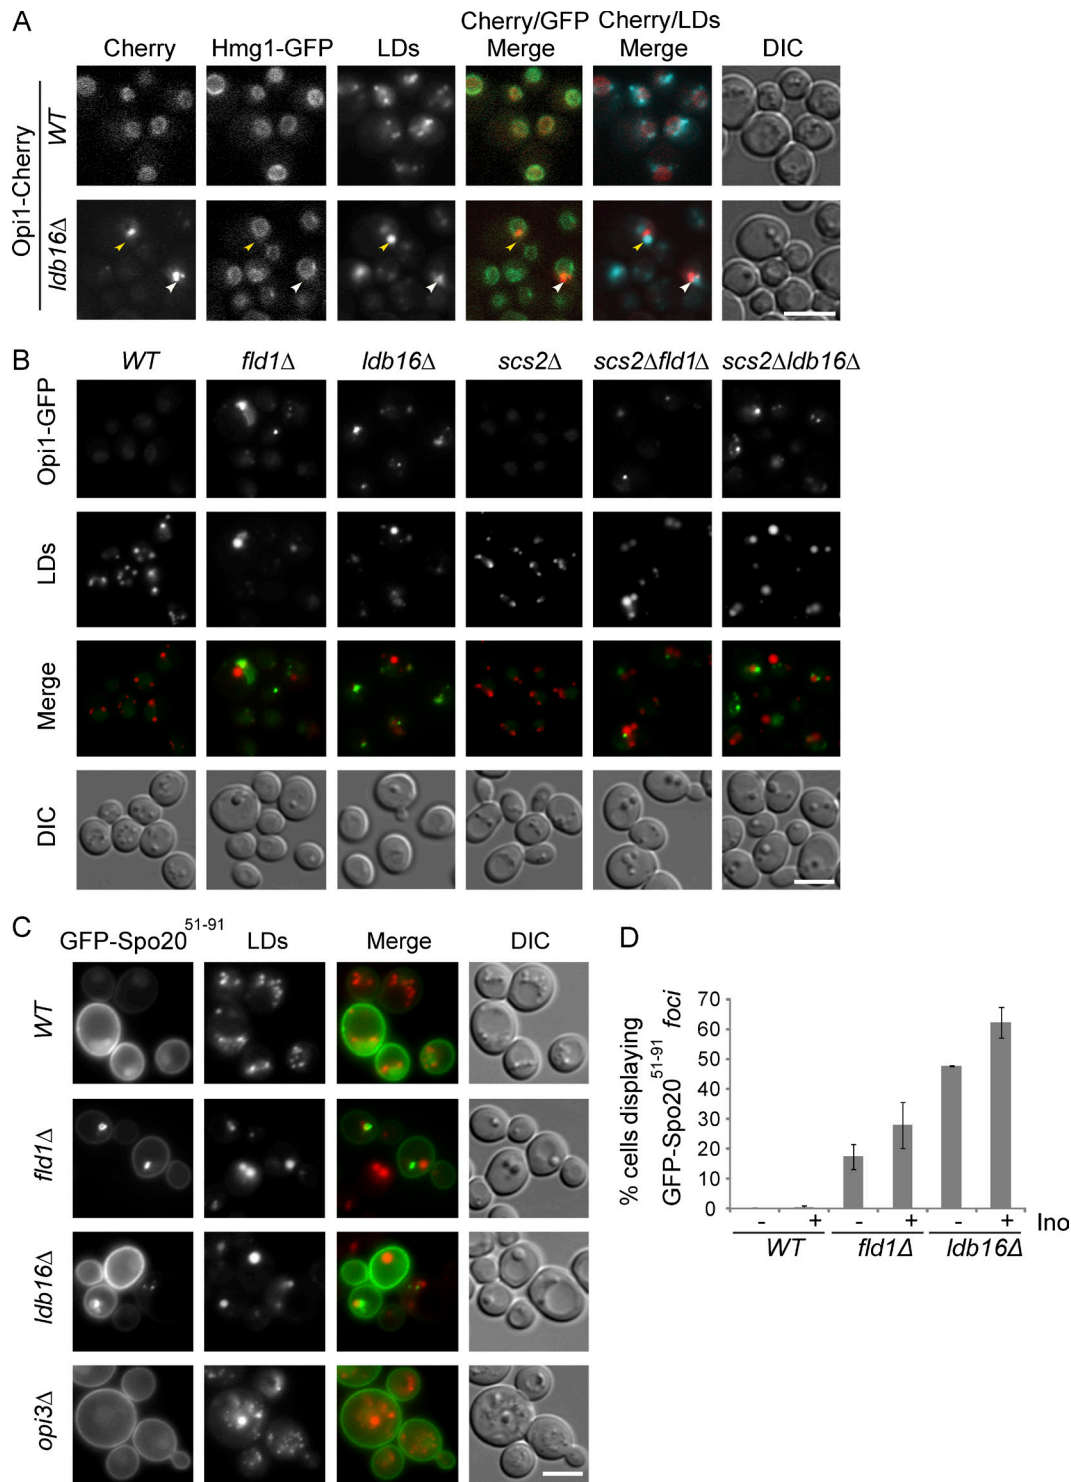 A
Cherry Hmg1-GFP LDs Cherry/GFP Merge Cherry/LDs Merge DIC
Opi1-Cherry
WT
ldb16Δ
B
WT fld1Δ ldb16Δ scs2Δ scs2Δfld1Δ scs2Δldb16Δ
Opi1-GFP
LDs
Merge
DIC
C
GFP-Spo20 51-91 LDs Merge DIC
WT
fld1Δ
ldb16Δ
opi3Δ
D
% cells displaying
GFP-Spo20 51-91 foci
70
60
50
40
30
20
10
0
- + - + - + Ino
WT fld1Δ ldb16Δ